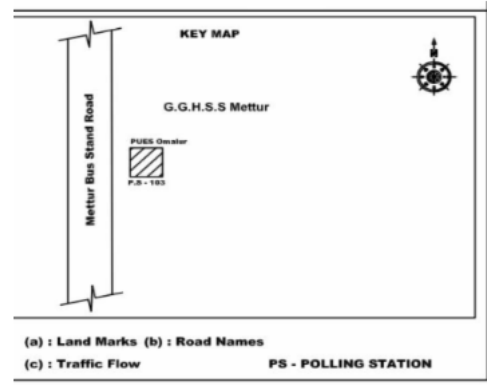 KEY MAP
N
G.G.H.S.S Mettur
Mettur Bus Stand Road
PUES Omalur
P.S - 103
(a) : Land Marks (b) : Road Names
(c) : Traffic Flow PS - POLLING STATION